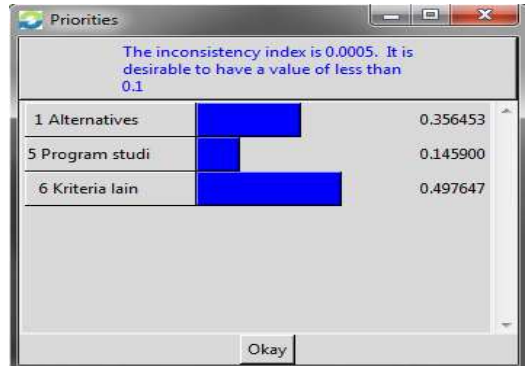 Priorities
The inconsistency index is 0.0005. It is
desirable to have a value of less than
0.1
1 Alternatives 0.356453
5 Program studi 0.145900
6 Kriteria lain 0.497647
Okay